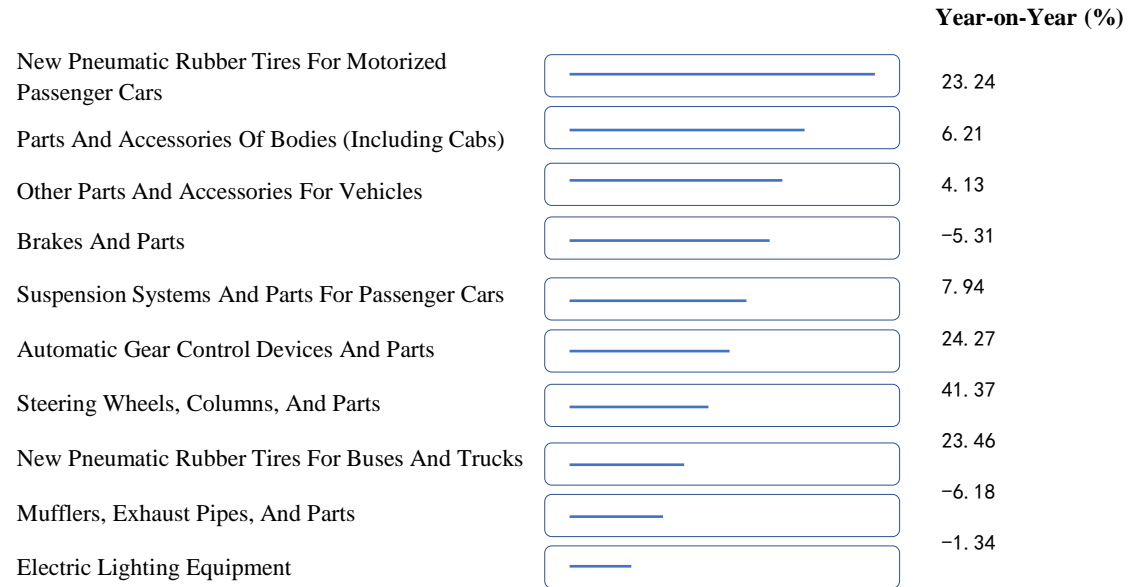 Year-on-Year (%)
New Pneumatic Rubber Tires For Motorized
Passenger Cars
23.24
Parts And Accessories Of Bodies (Including Cabs)
6.21
Other Parts And Accessories For Vehicles
4.13
Brakes And Parts
-5.31
Suspension Systems And Parts For Passenger Cars
7.94
Automatic Gear Control Devices And Parts
24.27
Steering Wheels, Columns, And Parts
41.37
New Pneumatic Rubber Tires For Buses And Trucks
23.46
Mufflers, Exhaust Pipes, And Parts
-6.18
Electric Lighting Equipment
-1.34